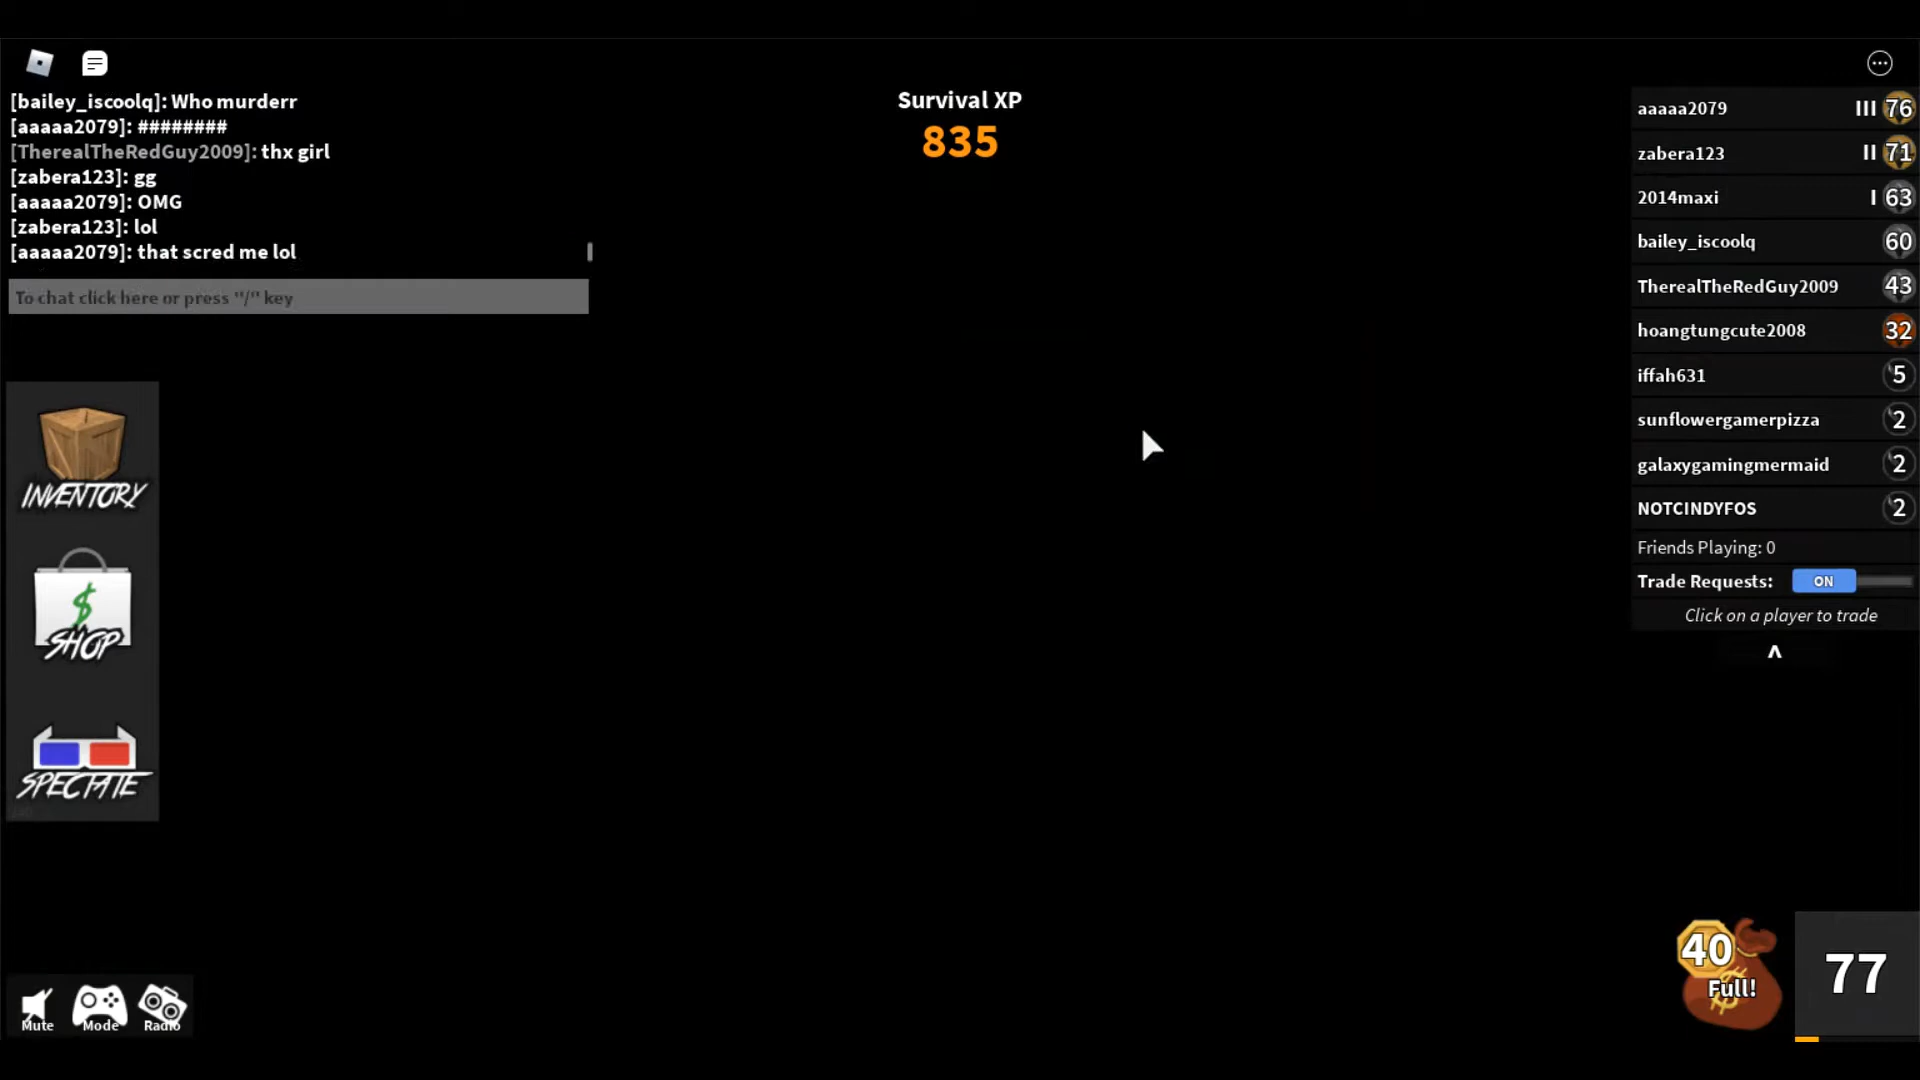 [bailey_iscoolq]: Who murderr
[aaaaa2079]: ########
[TherealTheRedGuy2009]: thx girl
[zabera123]: gg
[aaaaa2079]: OMG
[zabera123]: lol
[aaaaa2079]: that scred me lol
To chat click here or press "/" key
Survival XP
835
aaaaa2079 III 76
zabera123 II 71
2014maxi I 63
bailey_iscoolq 60
TherealTheRedGuy2009 43
hoangtungcute2008 32
iffah631 5
sunflowergamerpizza 2
galaxygamingmermaid 2
NOTCINDYFOS 2
Friends Playing: 0
Trade Requests: ON
Click on a player to trade
INVENTORY
$
SHOP
SPECTATE
Mute
Mode
Radio
40
Full!
77